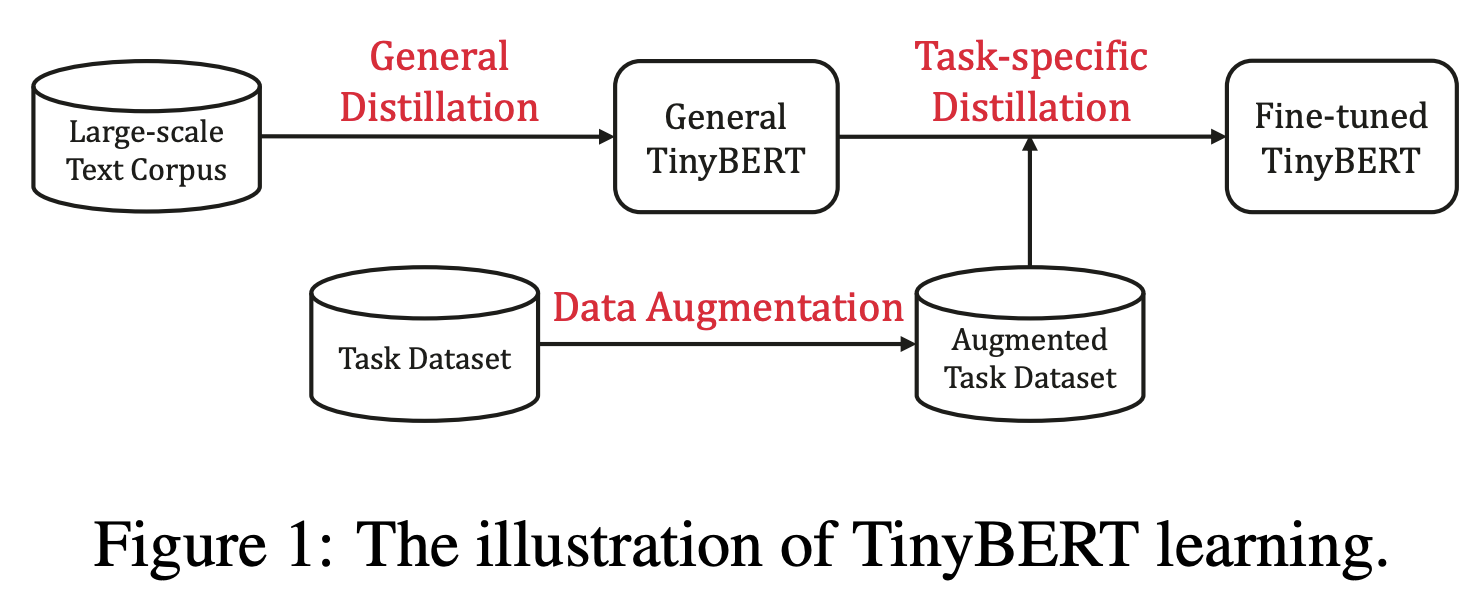 General
Distillation
Large-scale
Text Corpus
General
TinyBERT
Task-specific
Distillation
Fine-tuned
TinyBERT
Task Dataset
Data Augmentation
Augmented
Task Dataset
Figure 1: The illustration of TinyBERT learning.